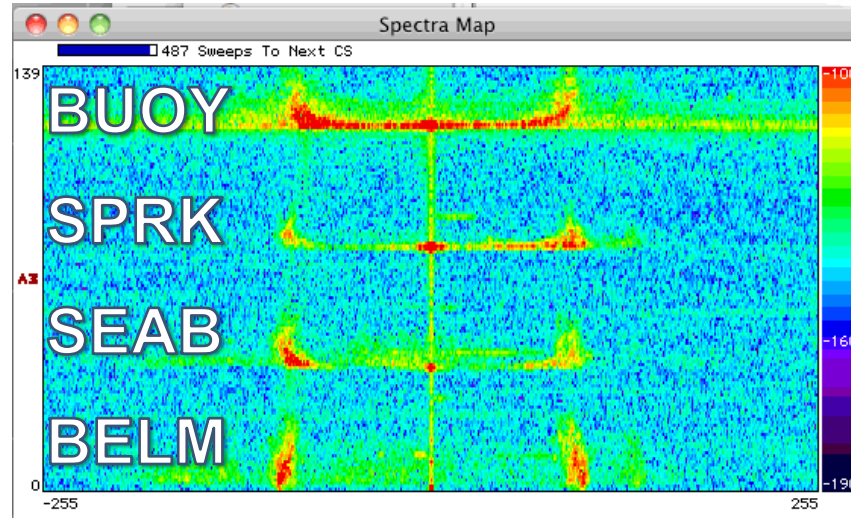 Spectra Map
487 Sweeps To Next CS
139
-100
BUOY
SPRK
A3
SEAB
-160
BELM
0
-190
-255
255